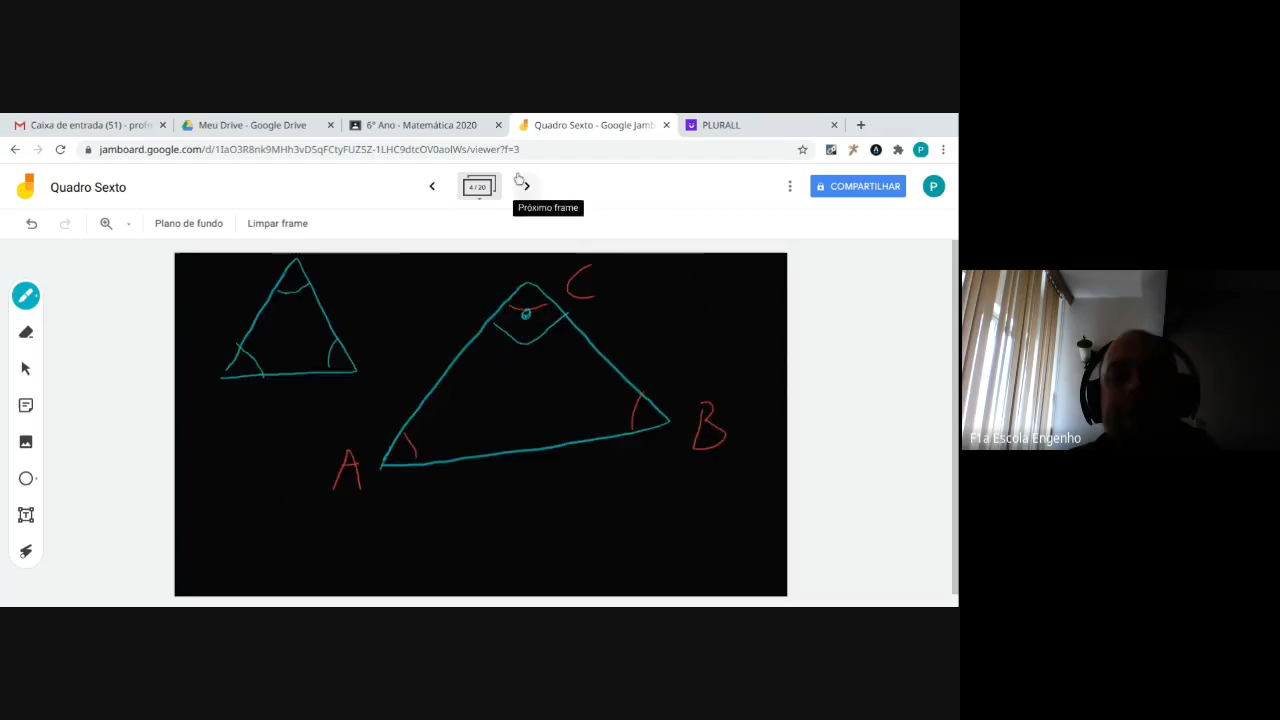 Caixa de entrada (51) - profe
Meu Drive - Google Drive
6° Ano - Matemática 2020
Quadro Sexto - Google Jamb
PLURALL
jamboard.google.com/d/1IaO3R8nk9MHh3vD5qFCtyFUZ5Z-1LHC9dtcOV0aolWs/viewer?f=3
P
Quadro Sexto
4 / 20
COMPARTILHAR
P
Próximo frame
Plano de fundo
Limpar frame
C
B
A
F1a Escola Engenho